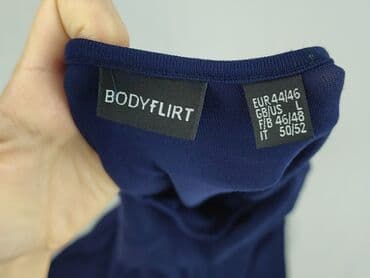 BODYFLIRT
EUR 44/46
GB/US L
F/B 46/48
IT 50/52